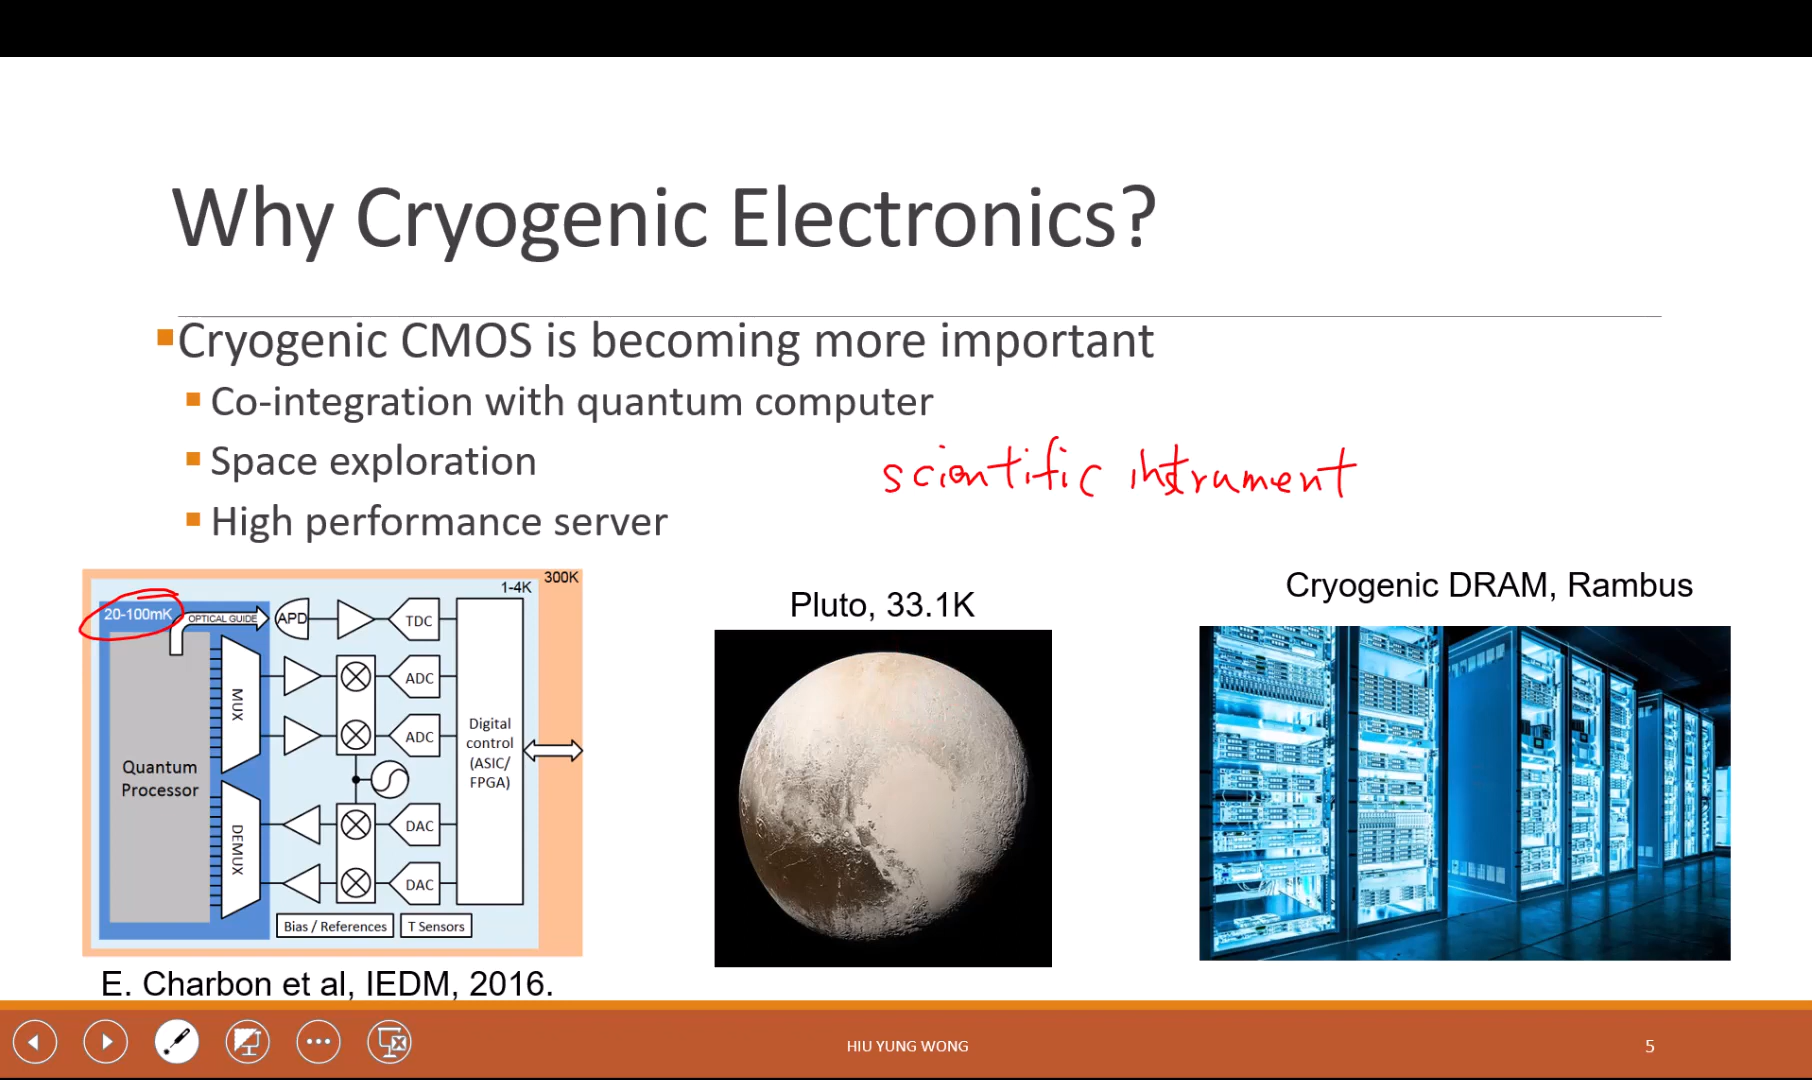 Why Cryogenic Electronics?
Cryogenic CMOS is becoming more important
Co-integration with quantum computer
Space exploration
scientific intrument
High performance server
300K
1-4K
20-100mK
OPTICAL GUIDE
APD
TDC
MUX
ADC
ADC
Quantum
Processor
Digital
control
(ASIC/
FPGA)
DEMUX
DAC
DAC
Bias / References
T Sensors
E. Charbon et al, IEDM, 2016.
Pluto, 33.1K
Cryogenic DRAM, Rambus
HIU YUNG WONG
5